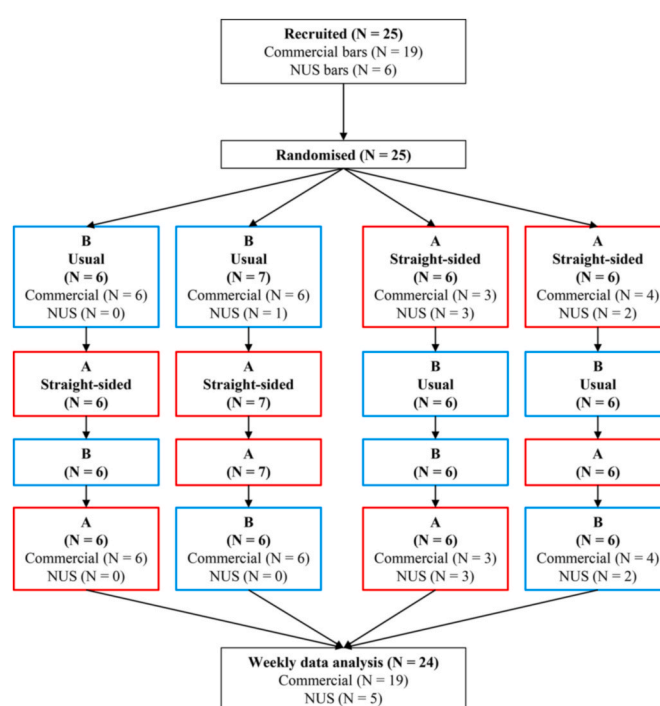 Recruited (N = 25)
Commercial bars (N = 19)
NUS bars (N = 6)
Randomised (N = 25)
B
Usual
(N = 6)
Commercial (N = 6)
NUS (N = 0)
B
Usual
(N = 7)
Commercial (N = 6)
NUS (N = 1)
A
Straight-sided
(N = 6)
Commercial (N = 3)
NUS (N = 3)
A
Straight-sided
(N = 6)
Commercial (N = 4)
NUS (N = 2)
A
Straight-sided
(N = 6)
A
Straight-sided
(N = 7)
B
Usual
(N = 6)
B
Usual
(N = 6)
B
(N = 6)
A
(N = 7)
B
(N = 6)
A
(N = 6)
A
(N = 6)
Commercial (N = 6)
NUS (N = 0)
B
(N = 6)
Commercial (N = 6)
NUS (N = 0)
A
(N = 6)
Commercial (N = 3)
NUS (N = 3)
B
(N = 6)
Commercial (N = 4)
NUS (N = 2)
Weekly data analysis (N = 24)
Commercial (N = 19)
NUS (N = 5)